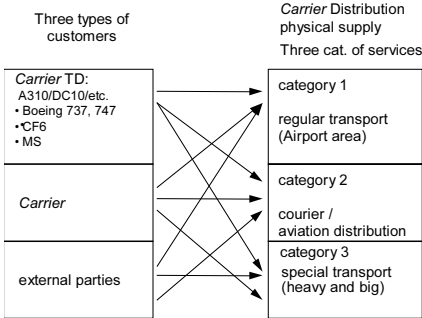 Three types of
customers
Carrier TD:
A310/DC10/etc.
• Boeing 737, 747
• CF6
• MS
Carrier
external parties
Carrier Distribution
physical supply
Three cat. of services
category 1
regular transport
(Airport area)
category 2
courier /
aviation distribution
category 3
special transport
(heavy and big)